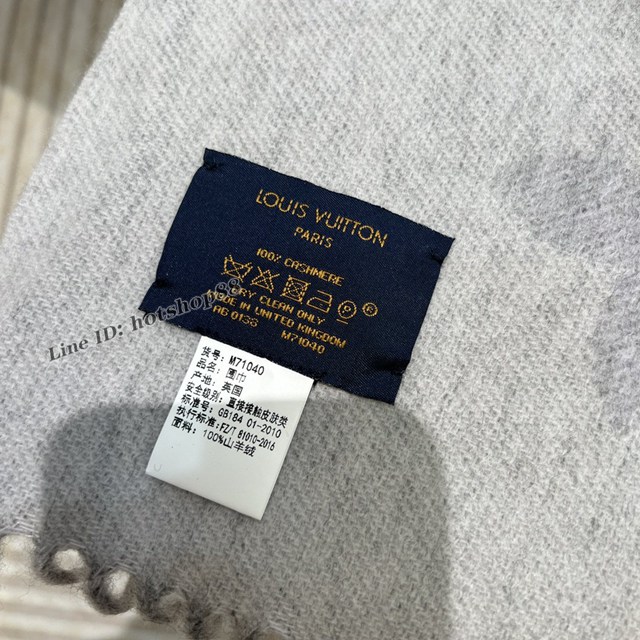 LOUIS VUITTON
PARIS
100% CASHMERE
DRY CLEAN ONLY
MADE IN UNITED KINGDOM
M71040
货号: M71040
品名: 围巾
产地: 英国
安全级别: 直接接触皮肤类
标准号: GB184 01-2010
执行标准: FZ/T 61010-2016
面料: 100%山羊绒
Line ID: hotshop88